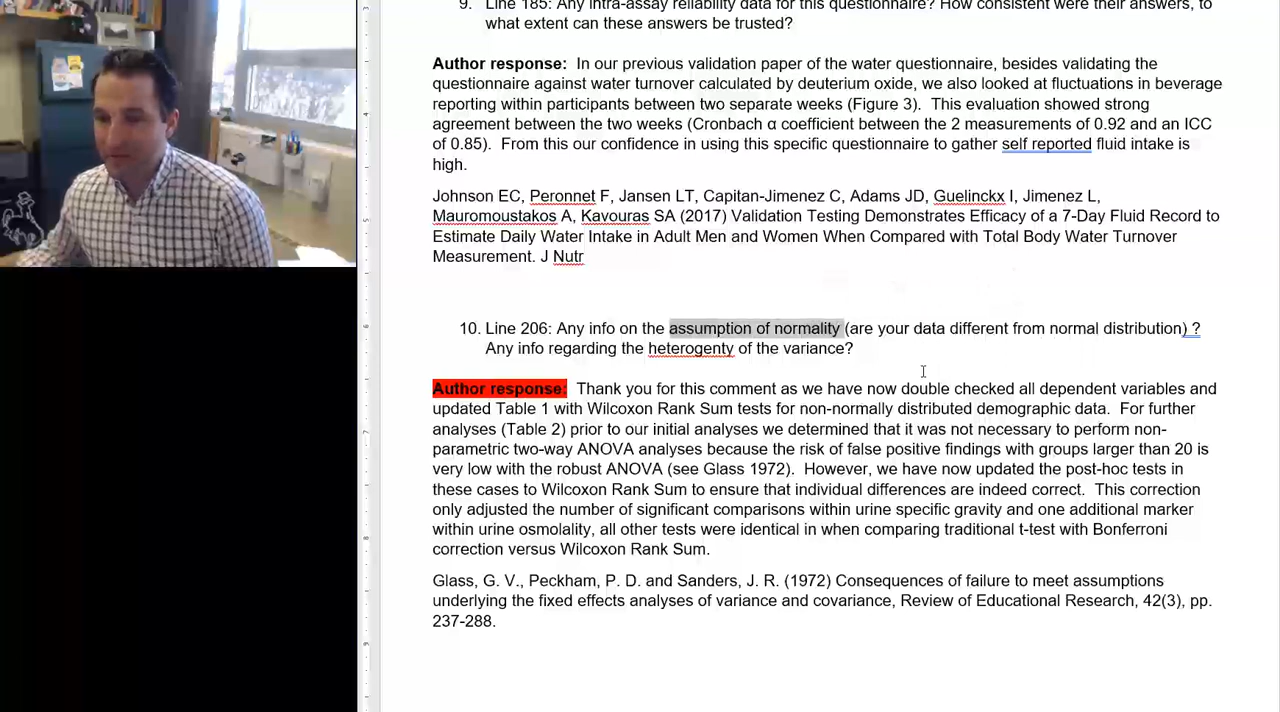 9. Line 185: Any intra-assay reliability data for this questionnaire? How consistent were their answers, to
what extent can these answers be trusted?
Author response: In our previous validation paper of the water questionnaire, besides validating the
questionnaire against water turnover calculated by deuterium oxide, we also looked at fluctuations in beverage
reporting within participants between two separate weeks (Figure 3). This evaluation showed strong
agreement between the two weeks (Cronbach α coefficient between the 2 measurements of 0.92 and an ICC
of 0.85). From this our confidence in using this specific questionnaire to gather self reported fluid intake is
high.
Johnson EC, Peronnet F, Jansen LT, Capitan-Jimenez C, Adams JD, Guelinckx I, Jimenez L,
Mauromoustakos A, Kavouras SA (2017) Validation Testing Demonstrates Efficacy of a 7-Day Fluid Record to
Estimate Daily Water Intake in Adult Men and Women When Compared with Total Body Water Turnover
Measurement. J Nutr
10. Line 206: Any info on the assumption of normality (are your data different from normal distribution) ?
Any info regarding the heterogenty of the variance?
Author response: Thank you for this comment as we have now double checked all dependent variables and
updated Table 1 with Wilcoxon Rank Sum tests for non-normally distributed demographic data. For further
analyses (Table 2) prior to our initial analyses we determined that it was not necessary to perform non-
parametric two-way ANOVA analyses because the risk of false positive findings with groups larger than 20 is
very low with the robust ANOVA (see Glass 1972). However, we have now updated the post-hoc tests in
these cases to Wilcoxon Rank Sum to ensure that individual differences are indeed correct. This correction
only adjusted the number of significant comparisons within urine specific gravity and one additional marker
within urine osmolality, all other tests were identical in when comparing traditional t-test with Bonferroni
correction versus Wilcoxon Rank Sum.
Glass, G. V., Peckham, P. D. and Sanders, J. R. (1972) Consequences of failure to meet assumptions
underlying the fixed effects analyses of variance and covariance, Review of Educational Research, 42(3), pp.
237-288.